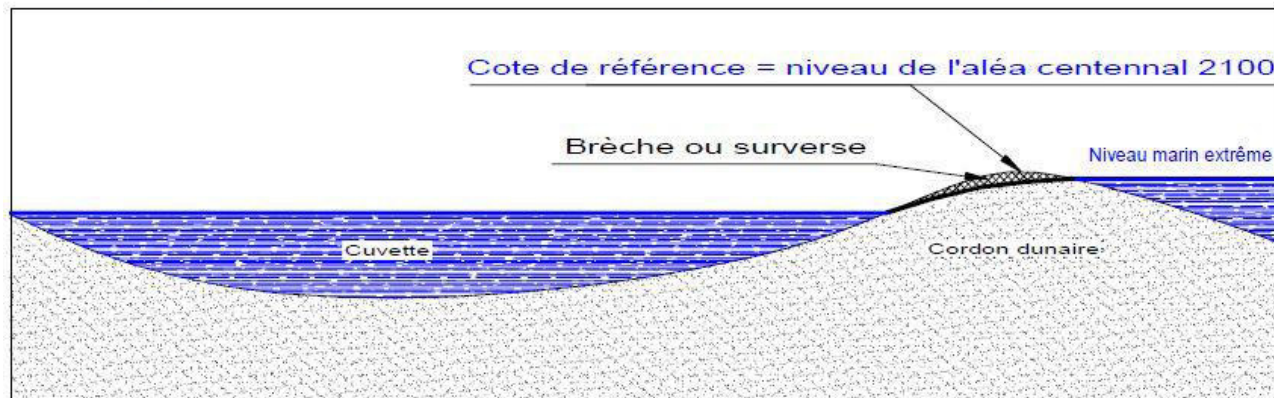 Cote de référence = niveau de l'aléa centennal 2100
Brèche ou surverse
Niveau marin extrême
Cuvette
Cordon dunaire